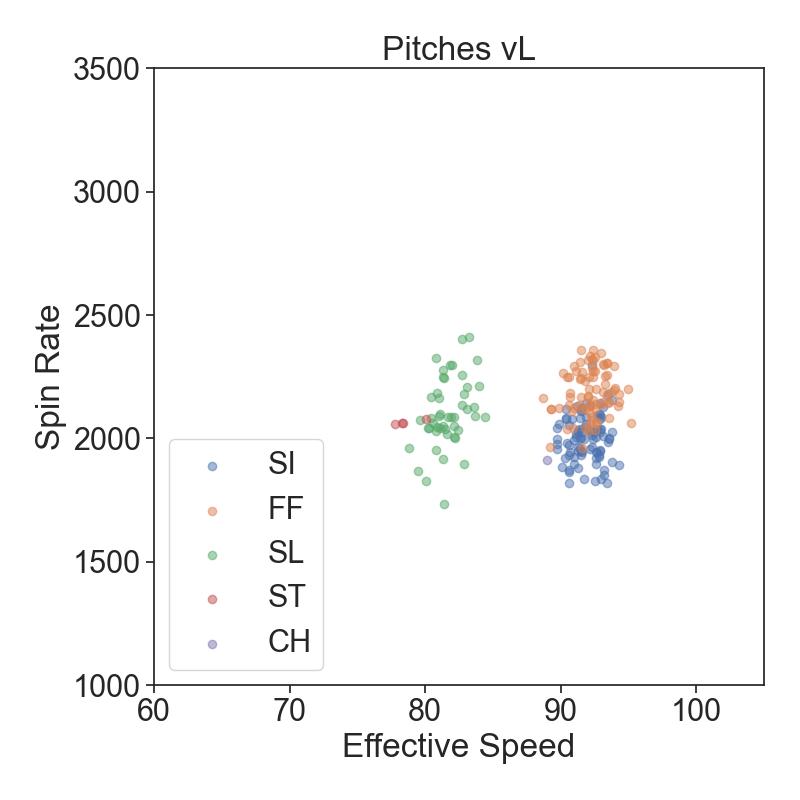 Pitches vL
3500
3000
2500
2000
1500
1000
Spin Rate
SI
FF
SL
ST
CH
60 70 80 90 100
Effective Speed